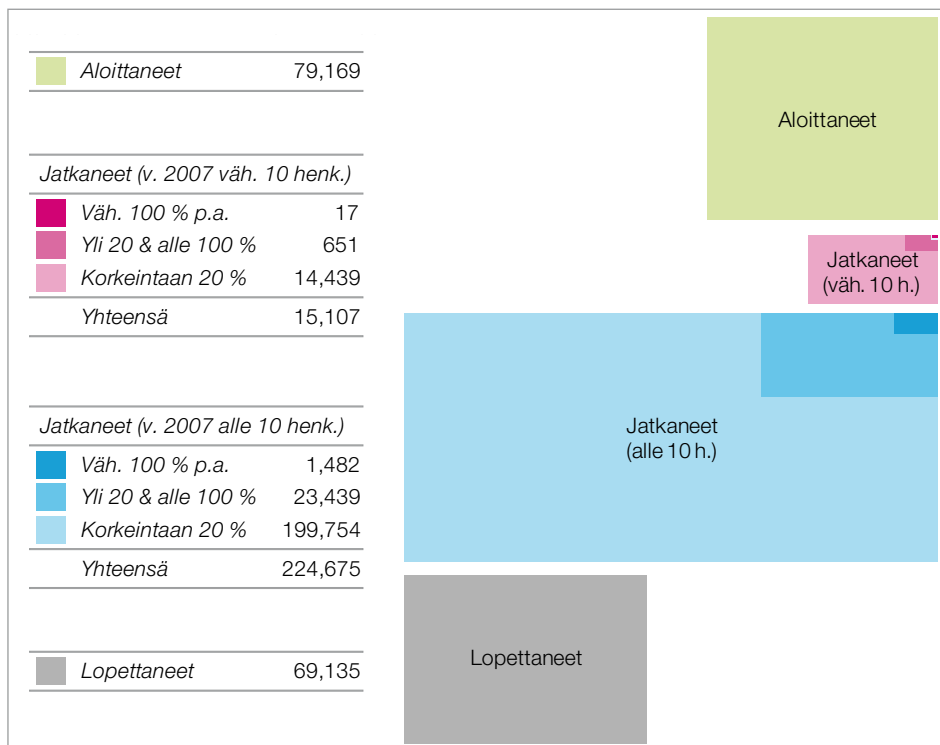 Aloittaneet 79,169
Jatkaneet (v. 2007 väh. 10 henk.)
Väh. 100 % p.a. 17
Yli 20 & alle 100 % 651
Korkeintaan 20 % 14,439
Yhteensä 15,107
Jatkaneet (v. 2007 alle 10 henk.)
Väh. 100 % p.a. 1,482
Yli 20 & alle 100 % 23,439
Korkeintaan 20 % 199,754
Yhteensä 224,675
Lopettaneet 69,135
Aloittaneet
Jatkaneet
(väh. 10 h.)
Jatkaneet
(alle 10 h.)
Lopettaneet